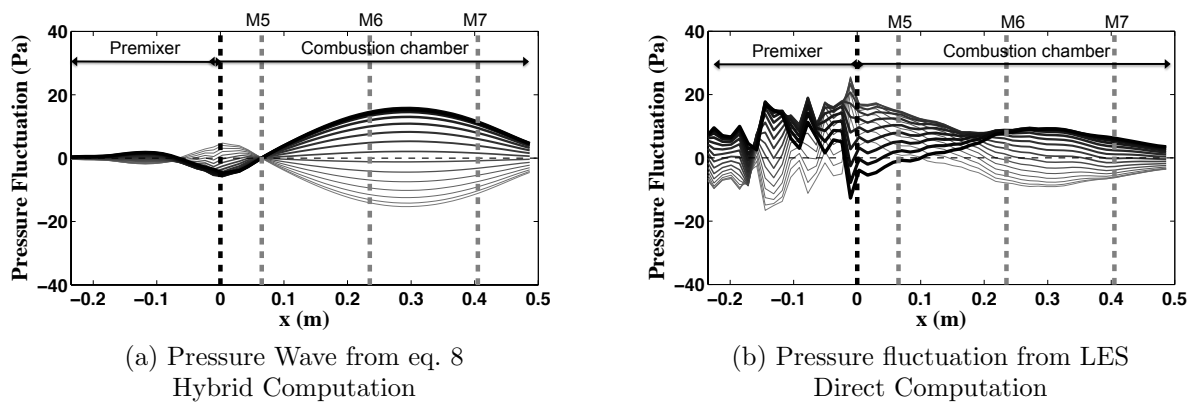 M5 M6 M7
Premixer Combustion chamber
40
20
0
−20
−40
Pressure Fluctuation (Pa)
−0.2 −0.1 0 0.1 0.2 0.3 0.4 0.5
x (m)
(a) Pressure Wave from eq. 8
Hybrid Computation
M5 M6 M7
Premixer Combustion chamber
40
20
0
−20
−40
Pressure Fluctuation (Pa)
−0.2 −0.1 0 0.1 0.2 0.3 0.4 0.5
x (m)
(b) Pressure fluctuation from LES
Direct Computation